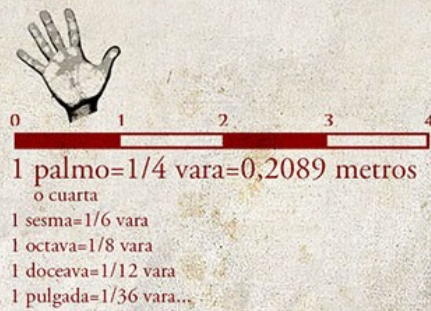 0 1 2 3 4
1 palmo=1/4 vara=0,2089 metros
o cuarta
1 sesma=1/6 vara
1 octava=1/8 vara
1 doceava=1/12 vara
1 pulgada=1/36 vara...